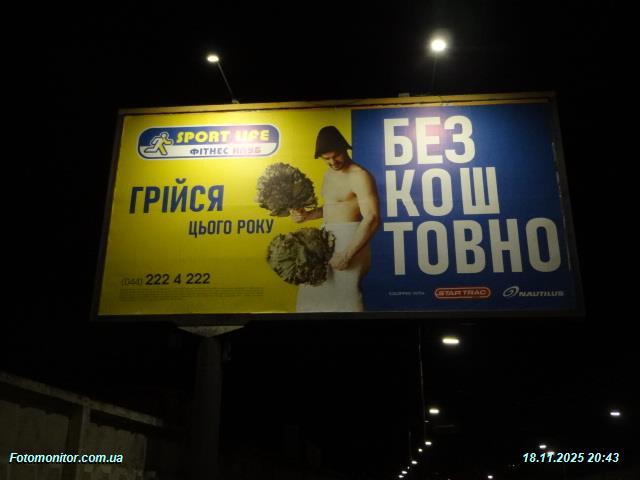 SPORT LIFE
ФІТНЕС КЛУБ
ГРІЙСЯ
ЦЬОГО РОКУ
(044) 222 4 222
БЕЗ
КОШ
ТОВНО
STAR TRAC
NAUTILUS
Fotomonitor.com.ua
18.11.2025 20:43